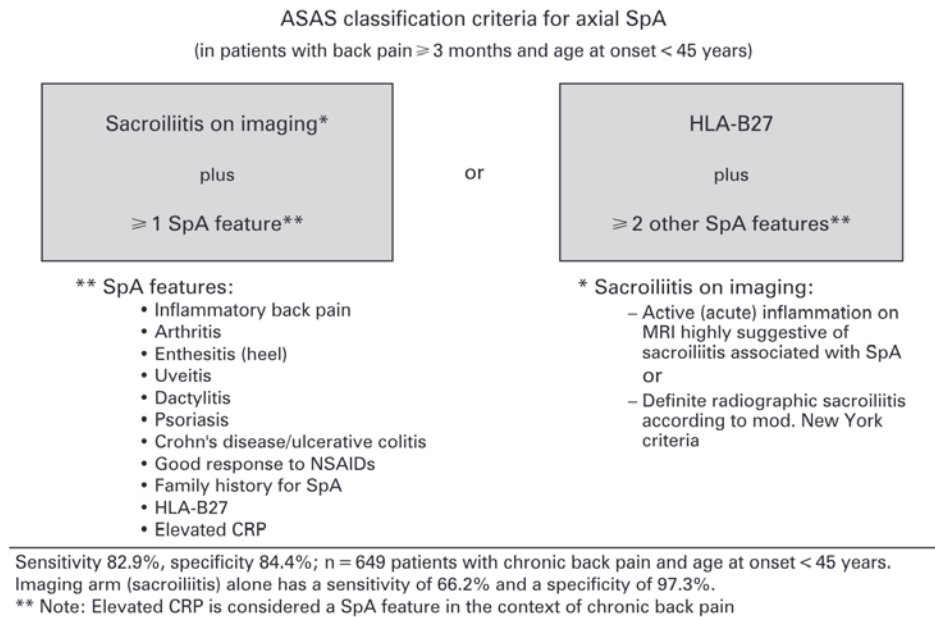 ASAS classification criteria for axial SpA
(in patients with back pain ⩾ 3 months and age at onset < 45 years)
Sacroiliitis on imaging*
plus
⩾ 1 SpA feature**
or
HLA-B27
plus
⩾ 2 other SpA features**
** SpA features:
• Inflammatory back pain
• Arthritis
• Enthesitis (heel)
• Uveitis
• Dactylitis
• Psoriasis
• Crohn's disease/ulcerative colitis
• Good response to NSAIDs
• Family history for SpA
• HLA-B27
• Elevated CRP
* Sacroiliitis on imaging:
– Active (acute) inflammation on
MRI highly suggestive of
sacroiliitis associated with SpA
or
– Definite radiographic sacroiliitis
according to mod. New York
criteria
Sensitivity 82.9%, specificity 84.4%; n = 649 patients with chronic back pain and age at onset < 45 years.
Imaging arm (sacroiliitis) alone has a sensitivity of 66.2% and a specificity of 97.3%.
** Note: Elevated CRP is considered a SpA feature in the context of chronic back pain